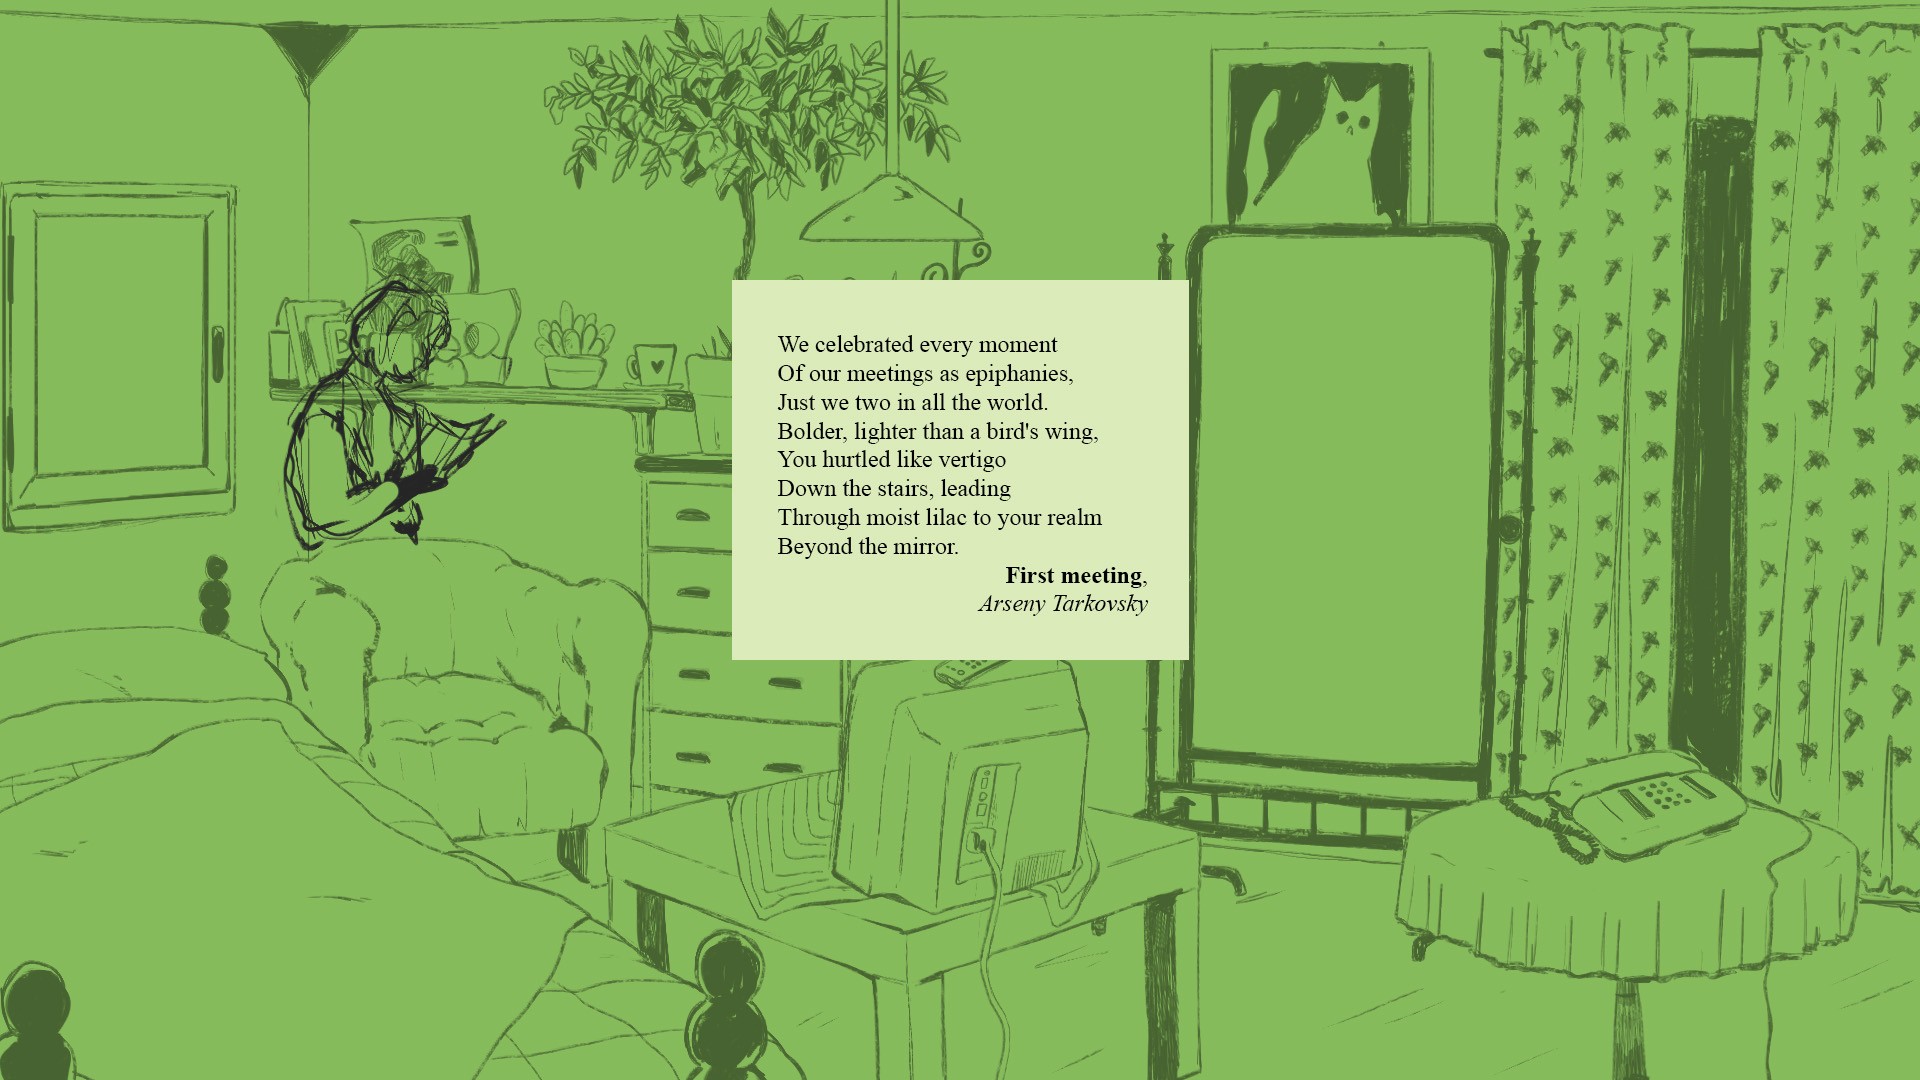 We celebrated every moment
Of our meetings as epiphanies,
Just we two in all the world.
Bolder, lighter than a bird's wing,
You hurtled like vertigo
Down the stairs, leading
Through moist lilac to your realm
Beyond the mirror.
First meeting,
Arseny Tarkovsky